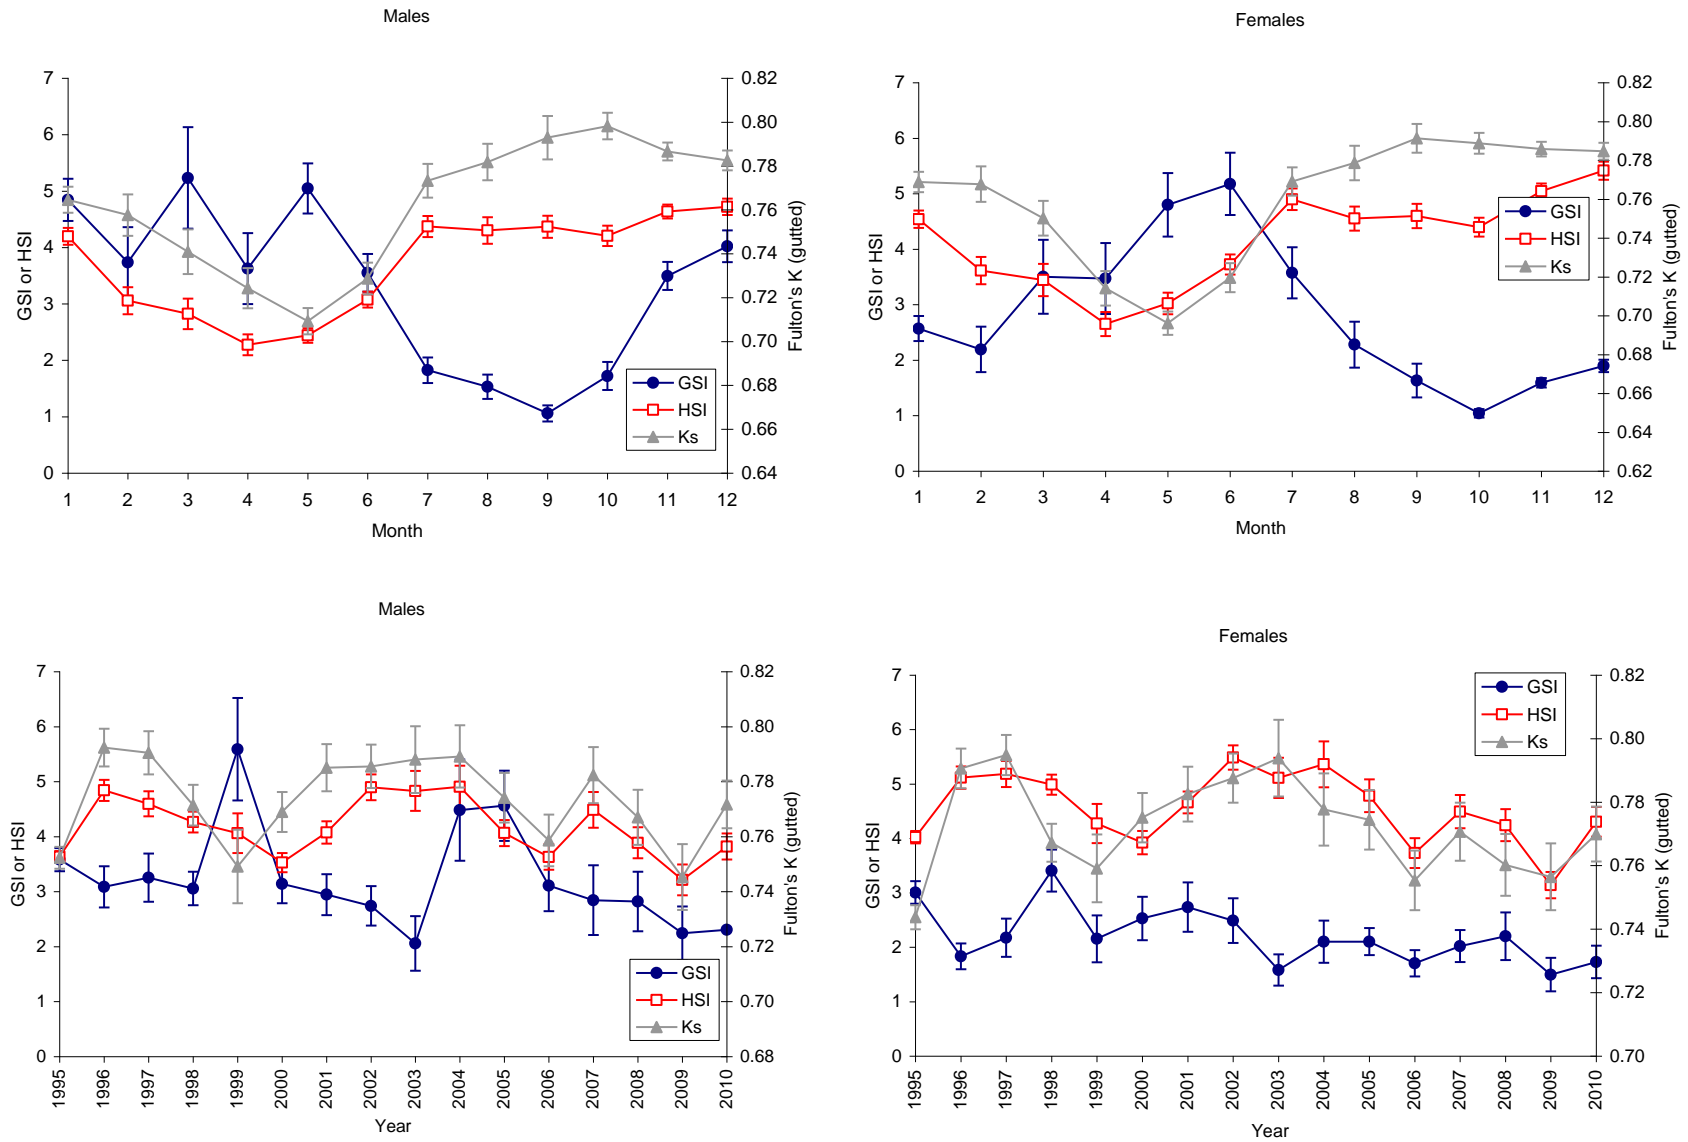 Males
7
6
5
4
3
2
1
0
GSI or HSI
0.82
0.80
0.78
0.76
0.74
0.72
0.70
0.68
0.66
0.64
Fulton's K (gutted)
GSI
HSI
Ks
1 2 3 4 5 6 7 8 9 10 11 12
Month
Females
7
6
5
4
3
2
1
0
GSI or HSI
0.82
0.80
0.78
0.76
0.74
0.72
0.70
0.68
0.66
0.64
0.62
Fulton's K (gutted)
GSI
HSI
Ks
1 2 3 4 5 6 7 8 9 10 11 12
Month
Males
7
6
5
4
3
2
1
0
GSI or HSI
0.82
0.80
0.78
0.76
0.74
0.72
0.70
0.68
Fulton's K (gutted)
GSI
HSI
Ks
1995 1996 1997 1998 1999 2000 2001 2002 2003 2004 2005 2006 2007 2008 2009 2010
Year
Females
7
6
5
4
3
2
1
0
GSI or HSI
0.82
0.80
0.78
0.76
0.74
0.72
0.70
Fulton's K (gutted)
GSI
HSI
Ks
1995 1996 1997 1998 1999 2000 2001 2002 2003 2004 2005 2006 2007 2008 2009 2010
Year